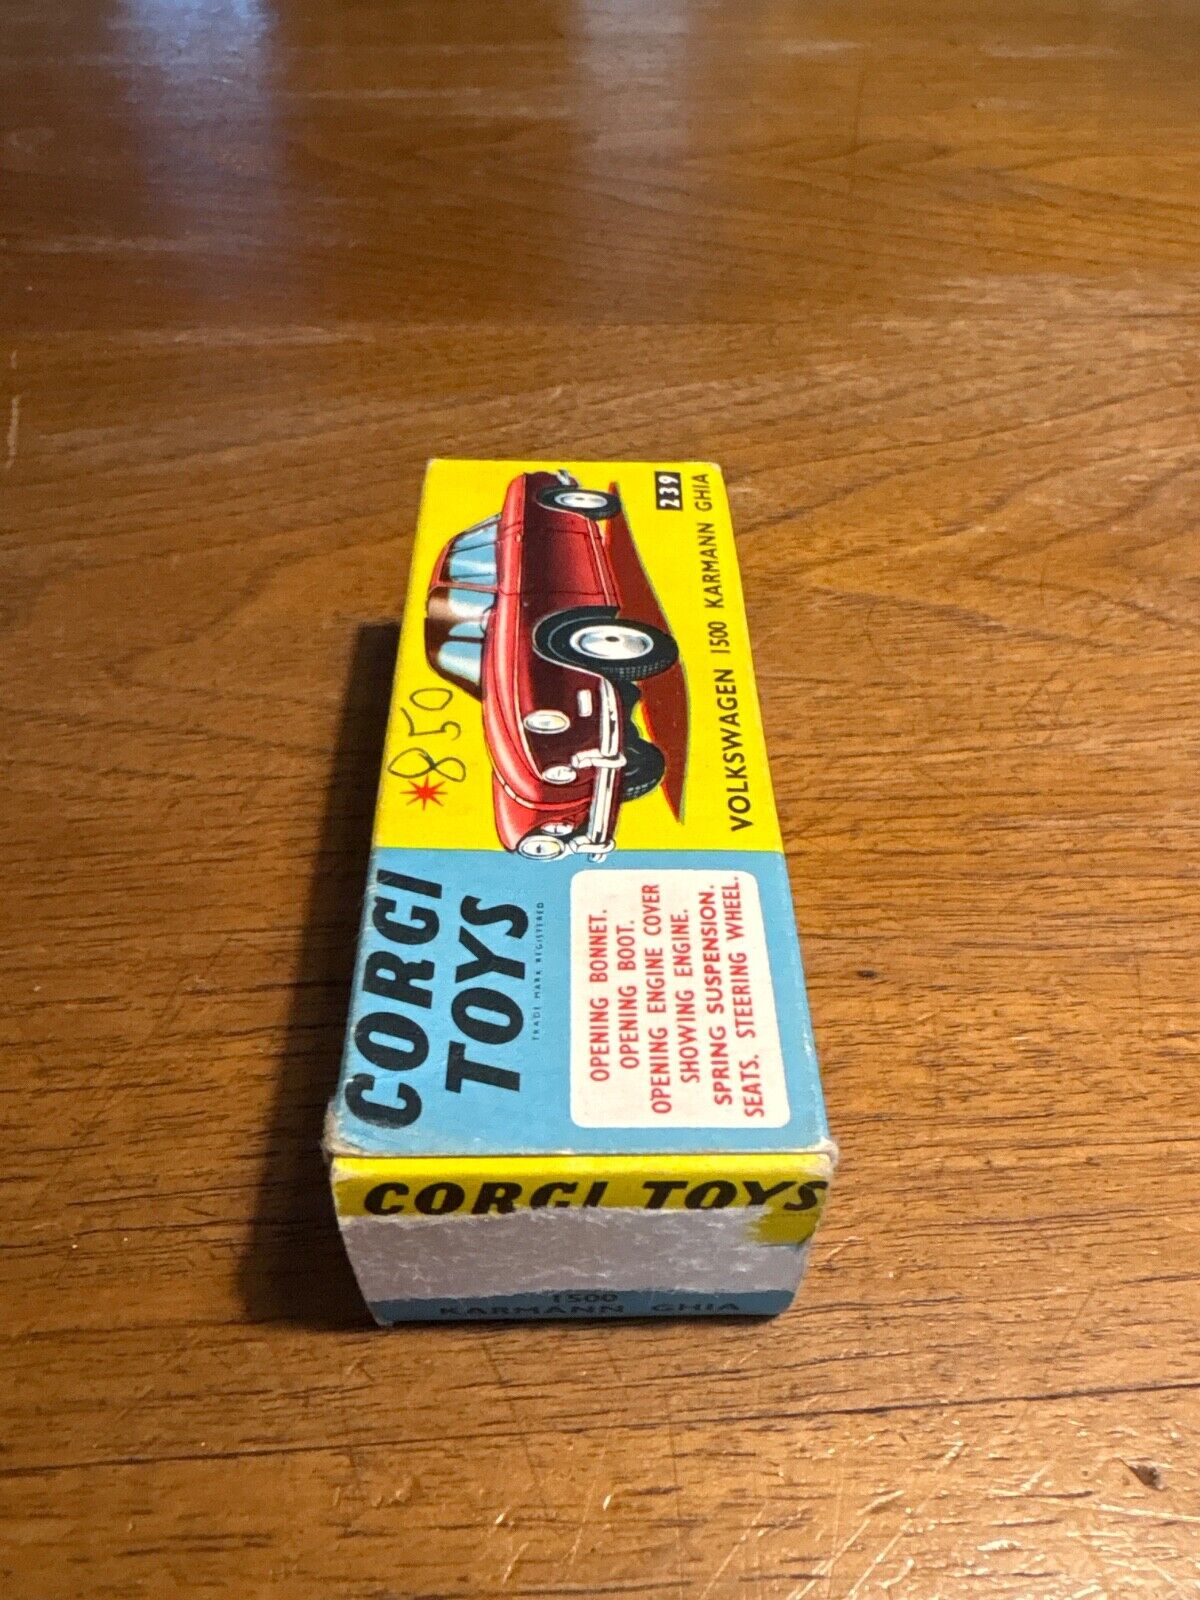 CORGI
TOYS
TRADE MARK REGISTERED
850
239
VOLKSWAGEN 1500 KARMANN GHIA
OPENING BONNET.
OPENING BOOT.
OPENING ENGINE COVER
SHOWING ENGINE.
SPRING SUSPENSION.
SEATS. STEERING WHEEL.
CORGI TOYS
1500
KARMANN GHIA